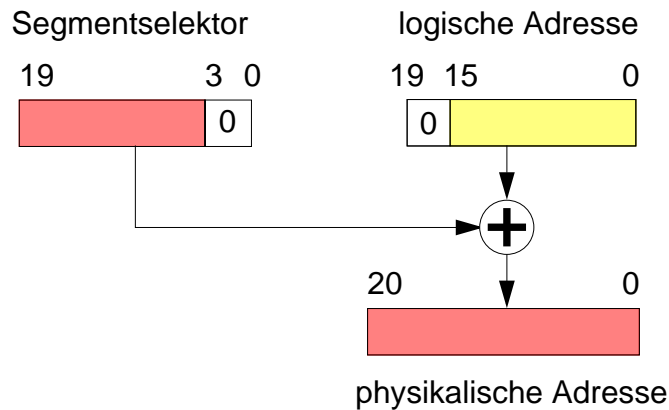 Segmentselektor
logische Adresse
19 3 0
19 15 0
0
0
20 0
physikalische Adresse